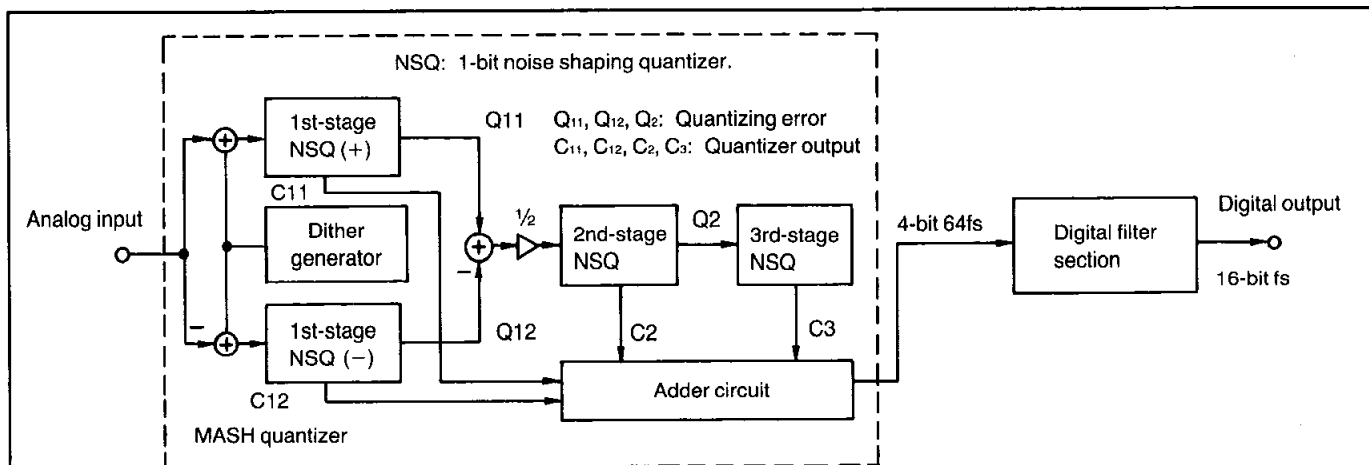 NSQ: 1-bit noise shaping quantizer.
1st-stage
NSQ (+)
Q11
Q11, Q12, Q2: Quantizing error
C11, C12, C2, C3: Quantizer output
C11
Analog input
Dither
generator
1/2
2nd-stage
NSQ
Q2
3rd-stage
NSQ
4-bit 64fs
Digital filter
section
Digital output
16-bit fs
1st-stage
NSQ (−)
Q12
C2
C3
C12
Adder circuit
MASH quantizer